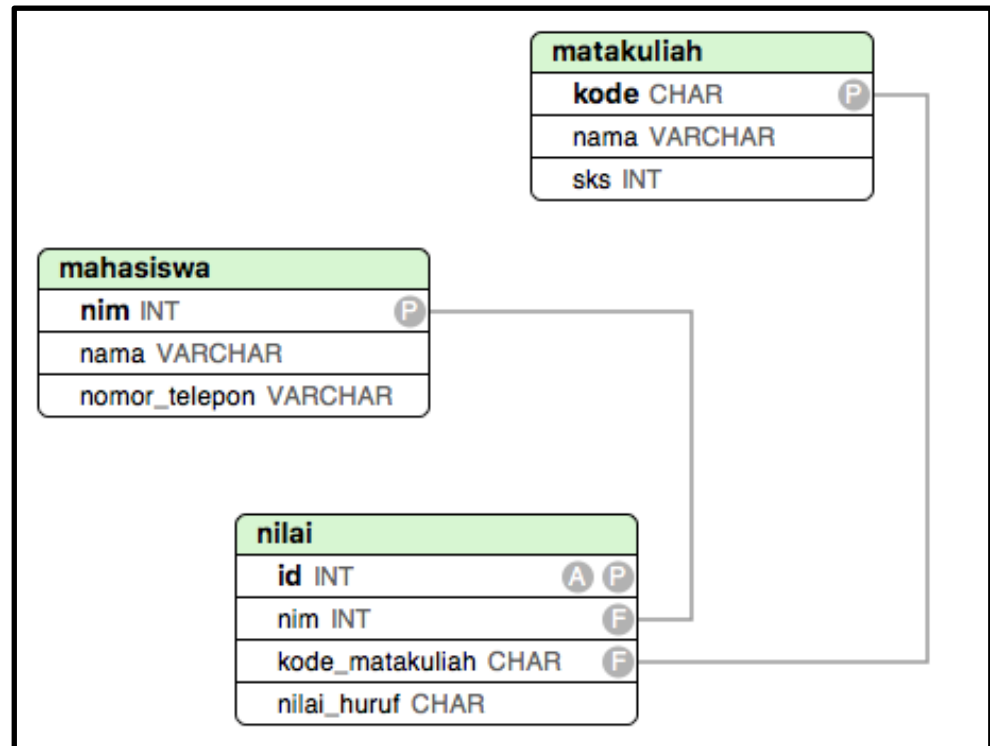 matakuliah
kode CHAR P
nama VARCHAR
sks INT
mahasiswa
nim INT P
nama VARCHAR
nomor_telepon VARCHAR
nilai
id INT A P
nim INT F
kode_matakuliah CHAR F
nilai_huruf CHAR